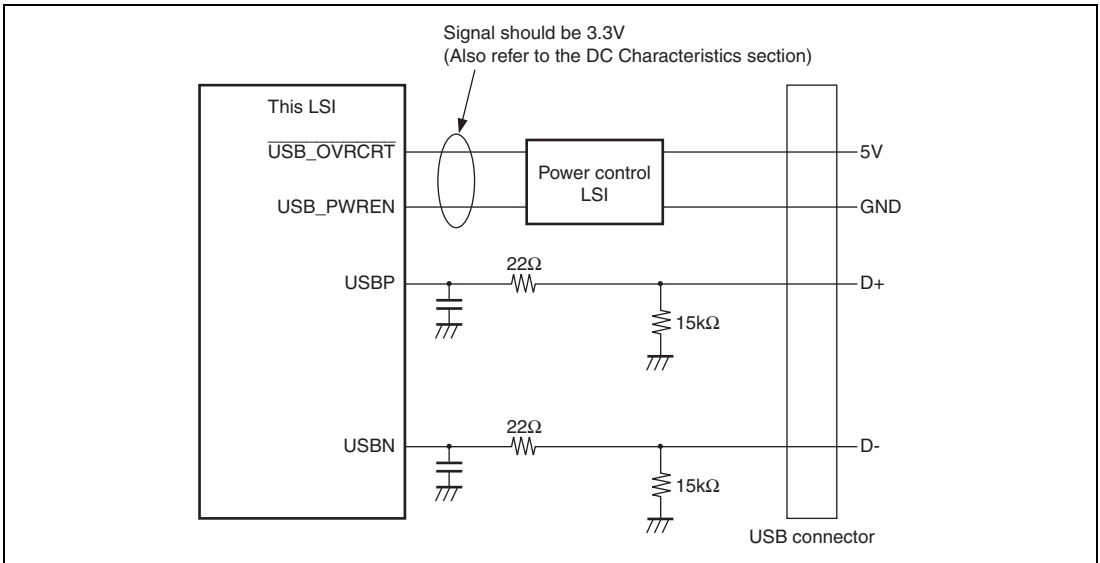 Signal should be 3.3V
(Also refer to the DC Characteristics section)
This LSI
USB_OVRCRT
Power control
LSI
5V
USB_PWREN
GND
USBP
22Ω
D+
15kΩ
USBN
22Ω
D-
15kΩ
USB connector